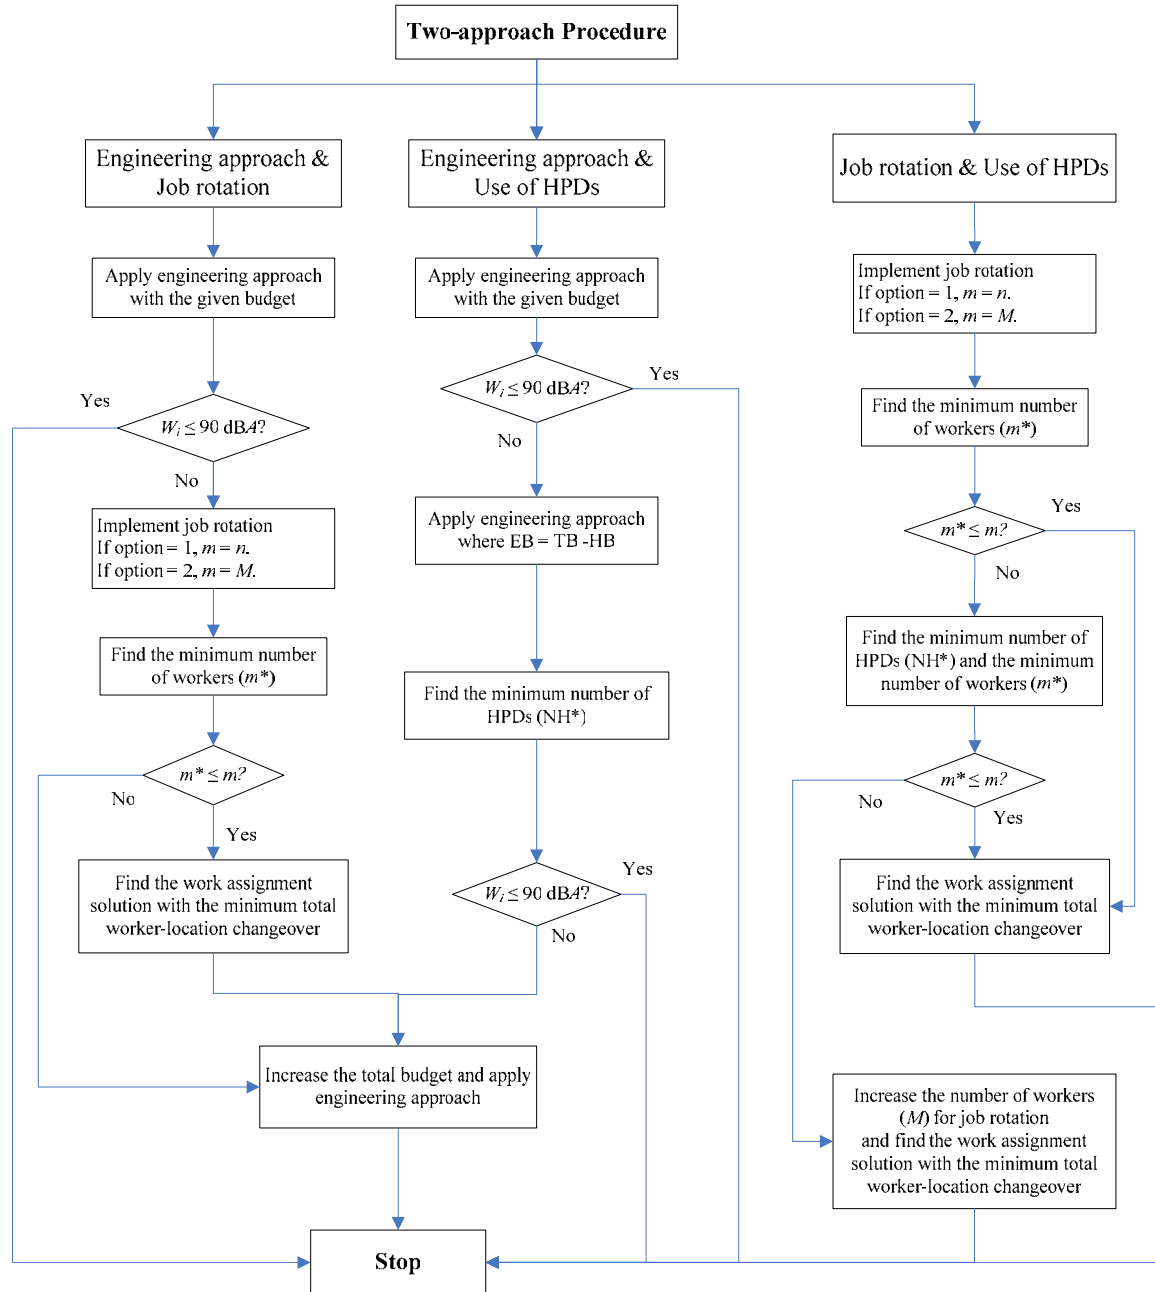 Two-approach Procedure
Engineering approach &
Job rotation
Apply engineering approach
with the given budget
Yes
Wi ≤ 90 dBA?
No
Implement job rotation
If option = 1, m = n.
If option = 2, m = M.
Find the minimum number
of workers (m*)
m* ≤ m?
No
Yes
Find the work assignment
solution with the minimum total
worker-location changeover
Engineering approach &
Use of HPDs
Apply engineering approach
with the given budget
Wi ≤ 90 dBA?
Yes
No
Apply engineering approach
where EB = TB -HB
Find the minimum number of
HPDs (NH*)
Wi ≤ 90 dBA?
Yes
No
Increase the total budget and apply
engineering approach
Job rotation & Use of HPDs
Implement job rotation
If option = 1, m = n.
If option = 2, m = M.
Find the minimum number
of workers (m*)
m* ≤ m?
Yes
No
Find the minimum number of
HPDs (NH*) and the minimum
number of workers (m*)
m* ≤ m?
No
Yes
Find the work assignment
solution with the minimum total
worker-location changeover
Increase the number of workers
(M) for job rotation
and find the work assignment
solution with the minimum total
worker-location changeover
Stop